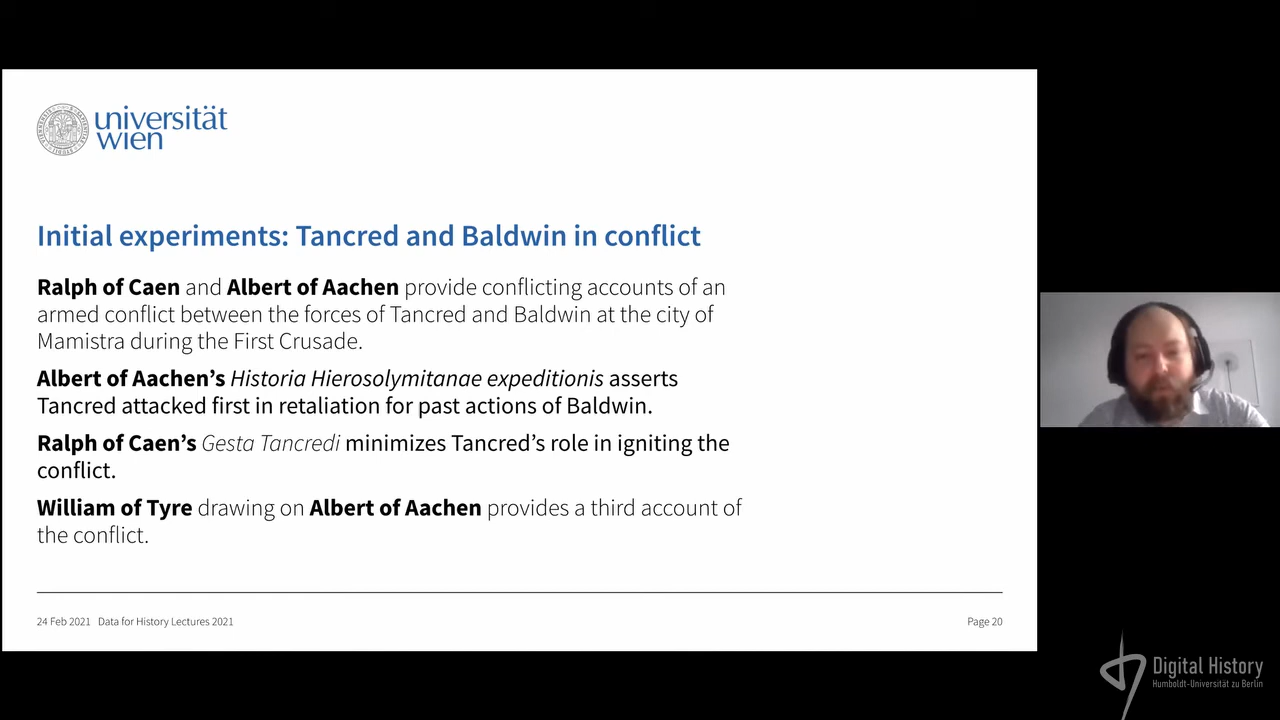 universität
wien
Initial experiments: Tancred and Baldwin in conflict
Ralph of Caen and Albert of Aachen provide conflicting accounts of an
armed conflict between the forces of Tancred and Baldwin at the city of
Mamistra during the First Crusade.
Albert of Aachen’s Historia Hierosolymitanae expeditionis asserts
Tancred attacked first in retaliation for past actions of Baldwin.
Ralph of Caen’s Gesta Tancredi minimizes Tancred’s role in igniting the
conflict.
William of Tyre drawing on Albert of Aachen provides a third account of
the conflict.
24 Feb 2021 Data for History Lectures 2021
Page 20
Digital History
Humboldt-Universität zu Berlin